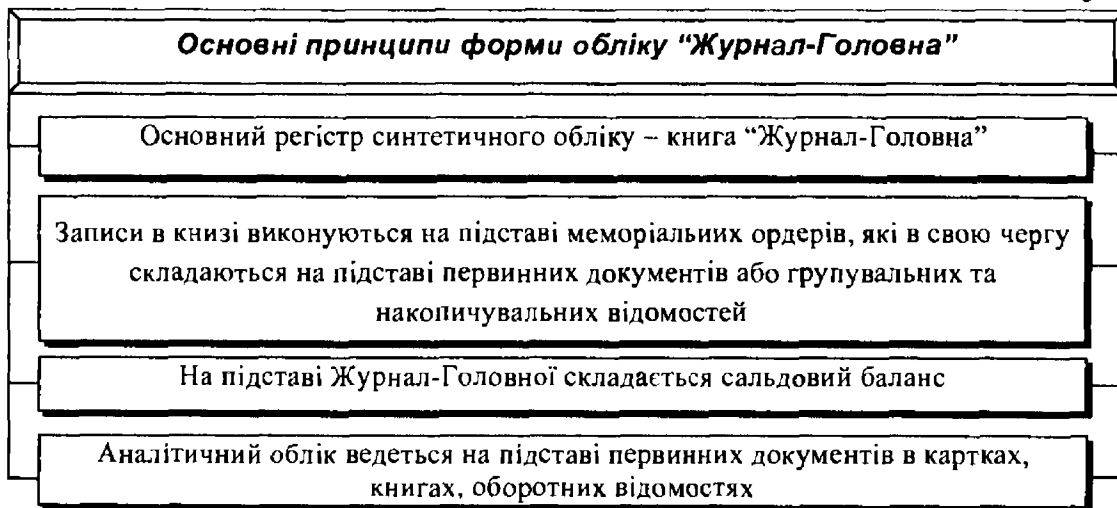 Основні принципи форми обліку “Журнал-Головна”
Основний регістр синтетичного обліку – книга “Журнал-Головна”
Записи в книзі виконуються на підставі меморіальних ордерів, які в свою чергу
складаються на підставі первинних документів або групувальних та
накопичувальних відомостей
На підставі Журнал-Головної складається сальдовий баланс
Аналітичний облік ведеться на підставі первинних документів в картках,
книгах, оборотних відомостях